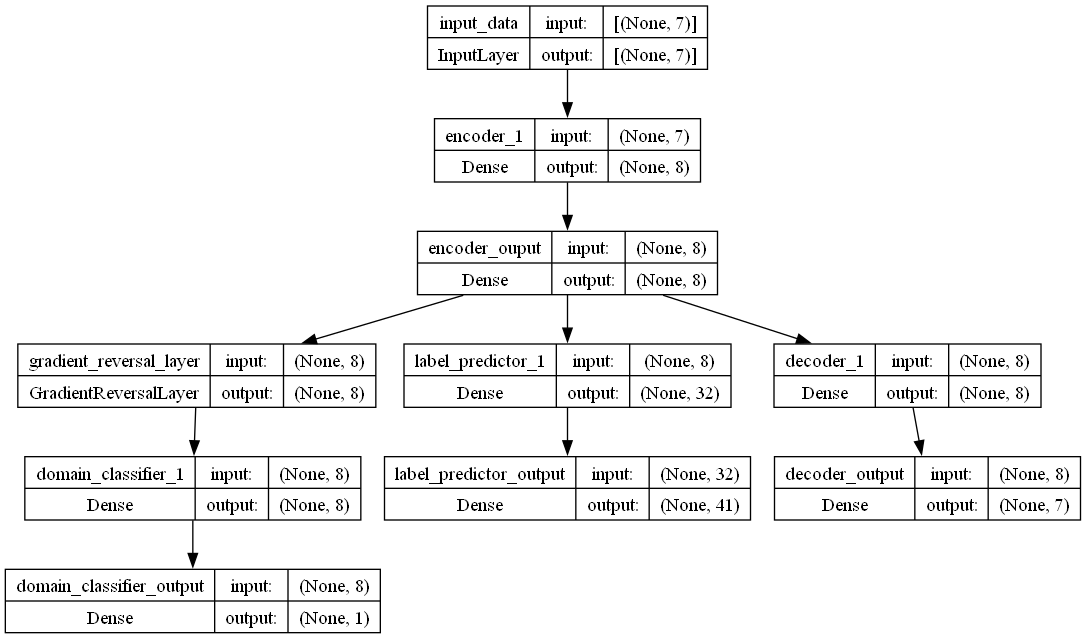 input_data input: [(None, 7)]
InputLayer output: [(None, 7)]
encoder_1 input: (None, 7)
Dense output: (None, 8)
encoder_ouput input: (None, 8)
Dense output: (None, 8)
gradient_reversal_layer input: (None, 8)
GradientReversalLayer output: (None, 8)
label_predictor_1 input: (None, 8)
Dense output: (None, 32)
decoder_1 input: (None, 8)
Dense output: (None, 8)
domain_classifier_1 input: (None, 8)
Dense output: (None, 8)
label_predictor_output input: (None, 32)
Dense output: (None, 41)
decoder_output input: (None, 8)
Dense output: (None, 7)
domain_classifier_output input: (None, 8)
Dense output: (None, 1)